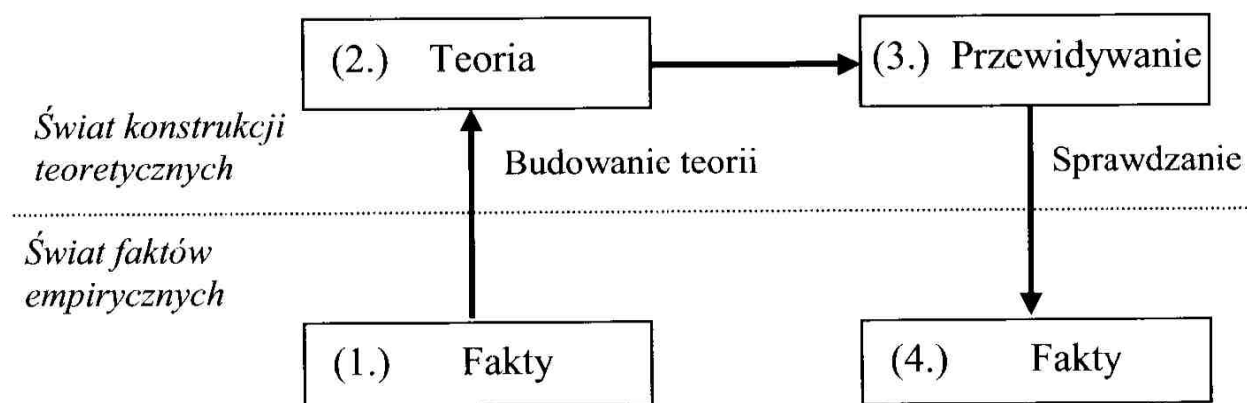 (2.) Teoria
(3.) Przewidywanie
Świat konstrukcji
teoretycznych
Budowanie teorii
Sprawdzanie
Świat faktów
empirycznych
(1.) Fakty
(4.) Fakty